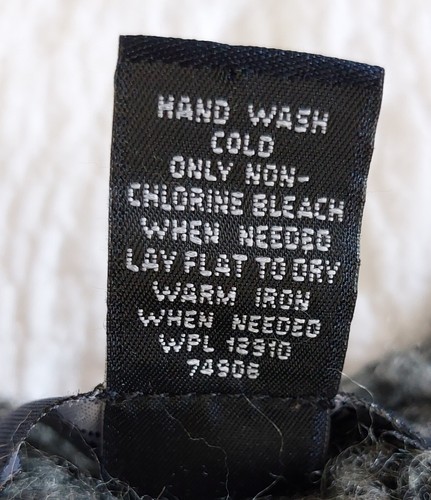 HAND WASH
COLD
ONLY NON-
CHLORINE BLEACH
WHEN NEEDED
LAY FLAT TO DRY
WARM IRON
WHEN NEEDED
WPL 12910
74906